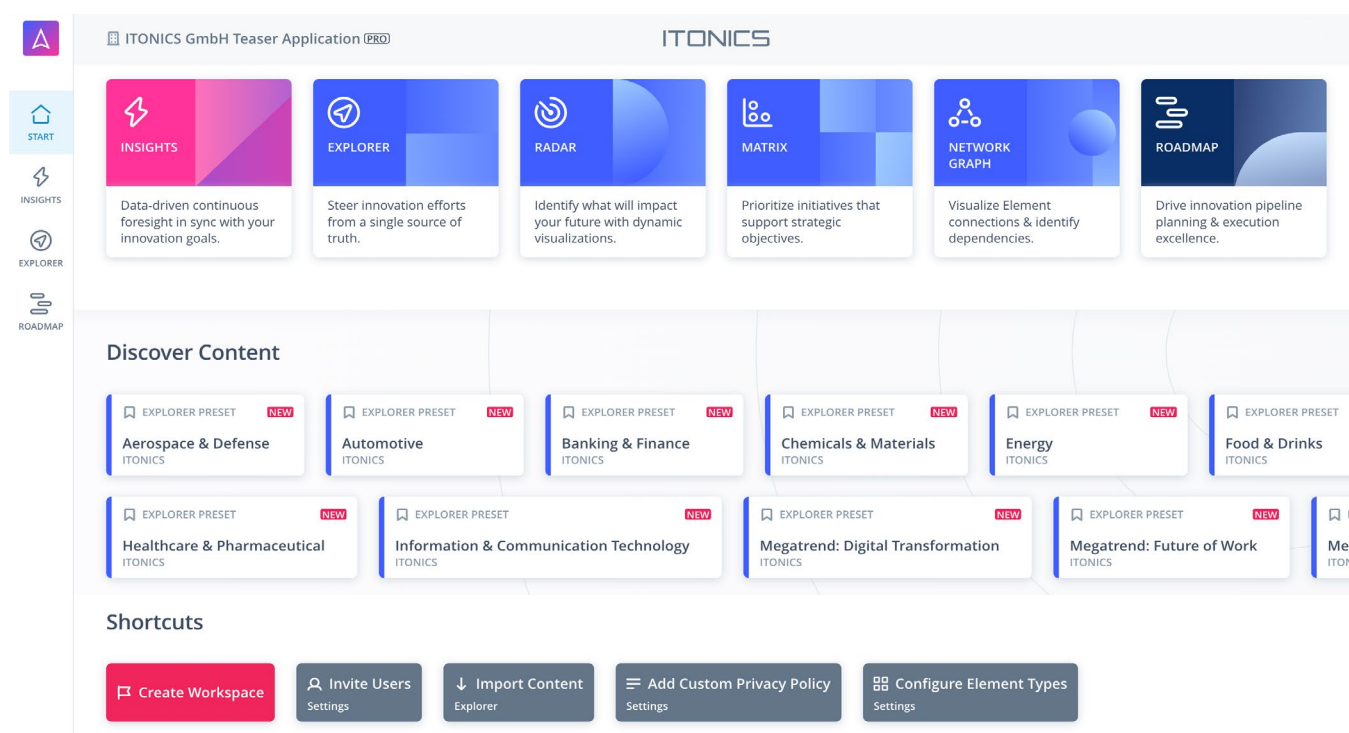 ITONICS GmbH Teaser Application PRO
ITONICS
START
INSIGHTS
EXPLORER
ROADMAP
INSIGHTS
Data-driven continuous
foresight in sync with your
innovation goals.
EXPLORER
Steer innovation efforts
from a single source of
truth.
RADAR
Identify what will impact
your future with dynamic
visualizations.
MATRIX
Prioritize initiatives that
support strategic
objectives.
NETWORK
GRAPH
Visualize Element
connections & identify
dependencies.
ROADMAP
Drive innovation pipeline
planning & execution
excellence.
Discover Content
EXPLORER PRESET NEW
Aerospace & Defense
ITONICS
EXPLORER PRESET NEW
Automotive
ITONICS
EXPLORER PRESET NEW
Banking & Finance
ITONICS
EXPLORER PRESET NEW
Chemicals & Materials
ITONICS
EXPLORER PRESET NEW
Energy
ITONICS
EXPLORER PRESET
Food & Drinks
ITONICS
EXPLORER PRESET NEW
Healthcare & Pharmaceutical
ITONICS
EXPLORER PRESET NEW
Information & Communication Technology
ITONICS
EXPLORER PRESET NEW
Megatrend: Digital Transformation
ITONICS
EXPLORER PRESET NEW
Megatrend: Future of Work
ITONICS
Shortcuts
Create Workspace
Invite Users
Settings
Import Content
Explorer
Add Custom Privacy Policy
Settings
Configure Element Types
Settings